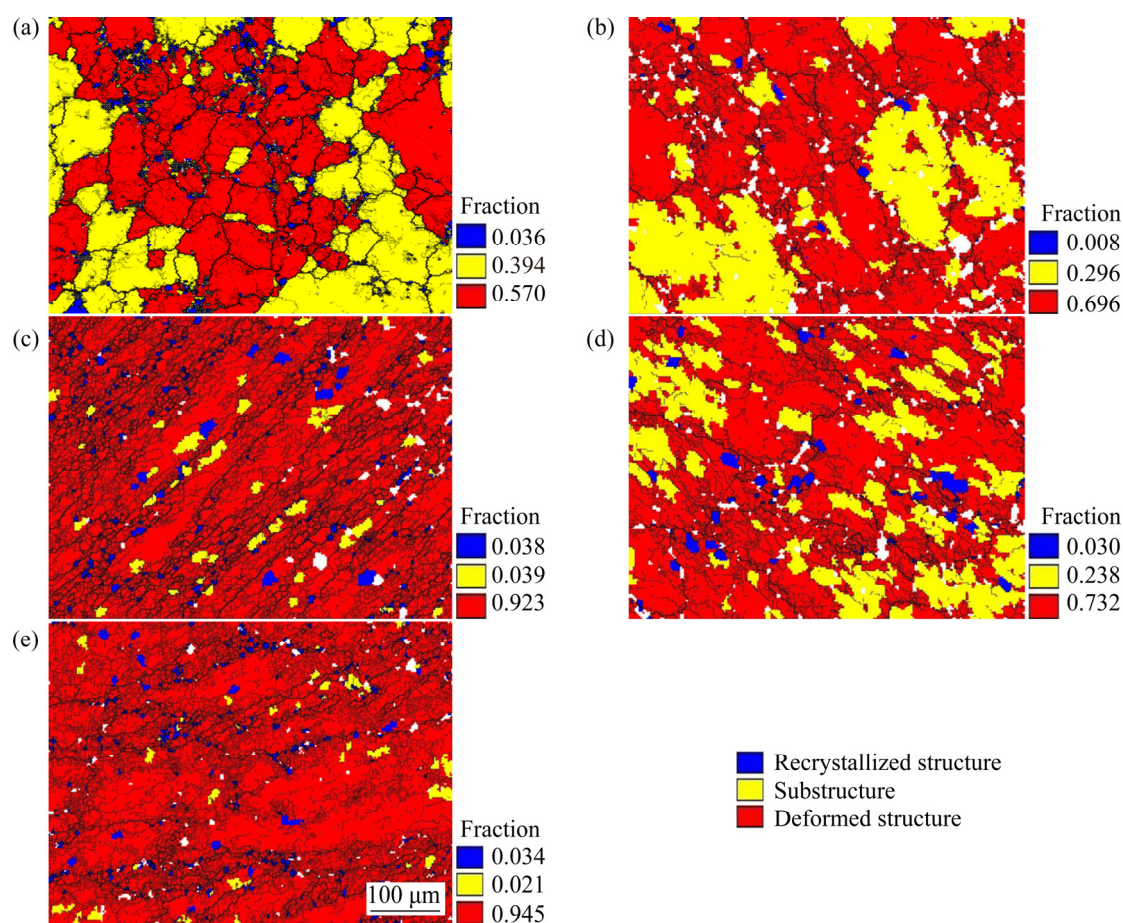 (a)
Fraction
0.036
0.394
0.570
(b)
Fraction
0.008
0.296
0.696
(c)
Fraction
0.038
0.039
0.923
(d)
Fraction
0.030
0.238
0.732
(e)
Fraction
0.034
0.021
0.945
100 μm
Recrystallized structure
Substructure
Deformed structure